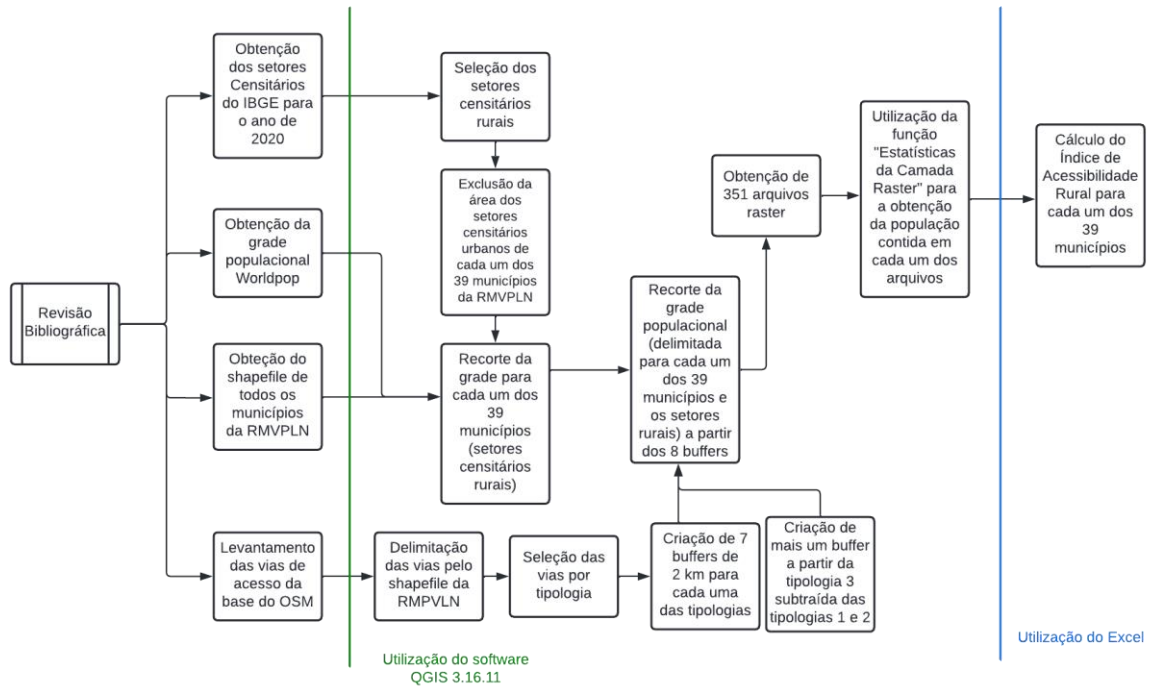 Revisão
Bibliográfica
Obtenção
dos setores
Censitários
do IBGE para
o ano de
2020
Obtenção da
grade
populacional
Worldpop
Obteção do
shapefile de
todos os
municípios
da RMVPLN
Levantamento
das vias de
acesso da
base do OSM
Seleção dos
setores
censitários
rurais
Exclusão da
área dos
setores
censitários
urbanos de
cada um dos
39 municípios
da RMVPLN
Recorte da
grade para
cada um dos
39
municípios
(setores
censitários
rurais)
Delimitação
das vias pelo
shapefile da
RMPVLN
Seleção das
vias por
tipologia
Criação de 7
buffers de
2 km para
cada uma
das tipologias
Criação de
mais um buffer
a partir da
tipologia 3
subtraída das
tipologias 1 e 2
Recorte da
grade
populacional
(delimitada
para cada um
dos 39
municípios e
os setores
rurais) a partir
dos 8 buffers
Obtenção de
351 arquivos
raster
Utilização da
função
"Estatísticas
da Camada
Raster" para
a obtenção
da população
contida em
cada um dos
arquivos
Cálculo do
Índice de
Acessibilidade
Rural para
cada um dos
39
municípios
Utilização do software
QGIS 3.16.11
Utilização do Excel